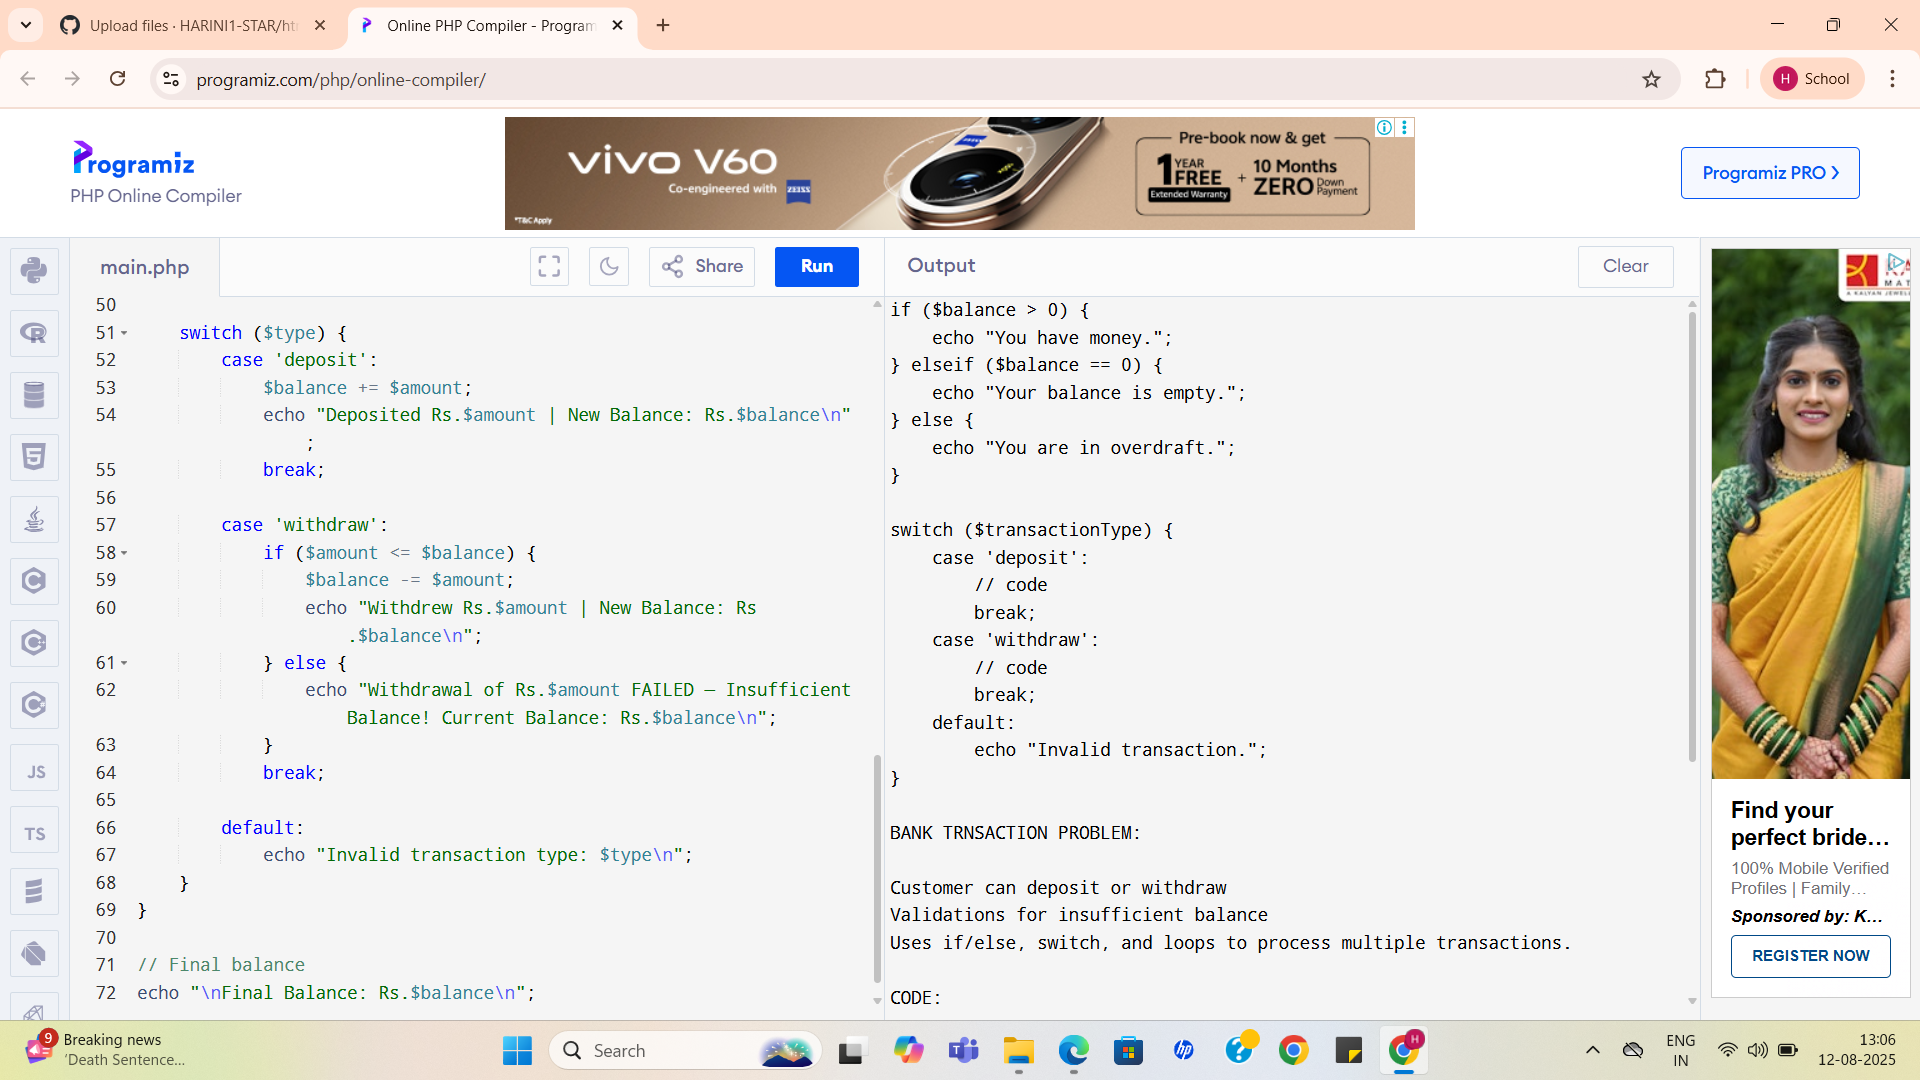 Upload files · HARINI1-STAR/htm
Online PHP Compiler - Program
programiz.com/php/online-compiler/
H School
Programiz
PHP Online Compiler
vivo V60
Co-engineered with ZEISS
*T&C Apply
Pre-book now & get
1 YEAR FREE Extended Warranty + 10 Months ZERO Down Payment
Programiz PRO
main.php
Share
Run
Output
Clear
50
51 switch ($type) {
52 case 'deposit':
53 $balance += $amount;
54 echo "Deposited Rs.$amount | New Balance: Rs.$balance\n"
;
55 break;
56
57 case 'withdraw':
58 if ($amount <= $balance) {
59 $balance -= $amount;
60 echo "Withdrew Rs.$amount | New Balance: Rs
.$balance\n";
61 } else {
62 echo "Withdrawal of Rs.$amount FAILED – Insufficient
Balance! Current Balance: Rs.$balance\n";
63 }
64 break;
65
66 default:
67 echo "Invalid transaction type: $type\n";
68 }
69 }
70
71 // Final balance
72 echo "\nFinal Balance: Rs.$balance\n";
if ($balance > 0) {
echo "You have money.";
} elseif ($balance == 0) {
echo "Your balance is empty.";
} else {
echo "You are in overdraft.";
}
switch ($transactionType) {
case 'deposit':
// code
break;
case 'withdraw':
// code
break;
default:
echo "Invalid transaction.";
}
BANK TRNSACTION PROBLEM:
Customer can deposit or withdraw
Validations for insufficient balance
Uses if/else, switch, and loops to process multiple transactions.
CODE:
JS
TS
Find your
perfect bride...
100% Mobile Verified
Profiles | Family...
Sponsored by: K...
REGISTER NOW
9
Breaking news
'Death Sentence...
Search
hp
H
ENG
IN
13:06
12-08-2025